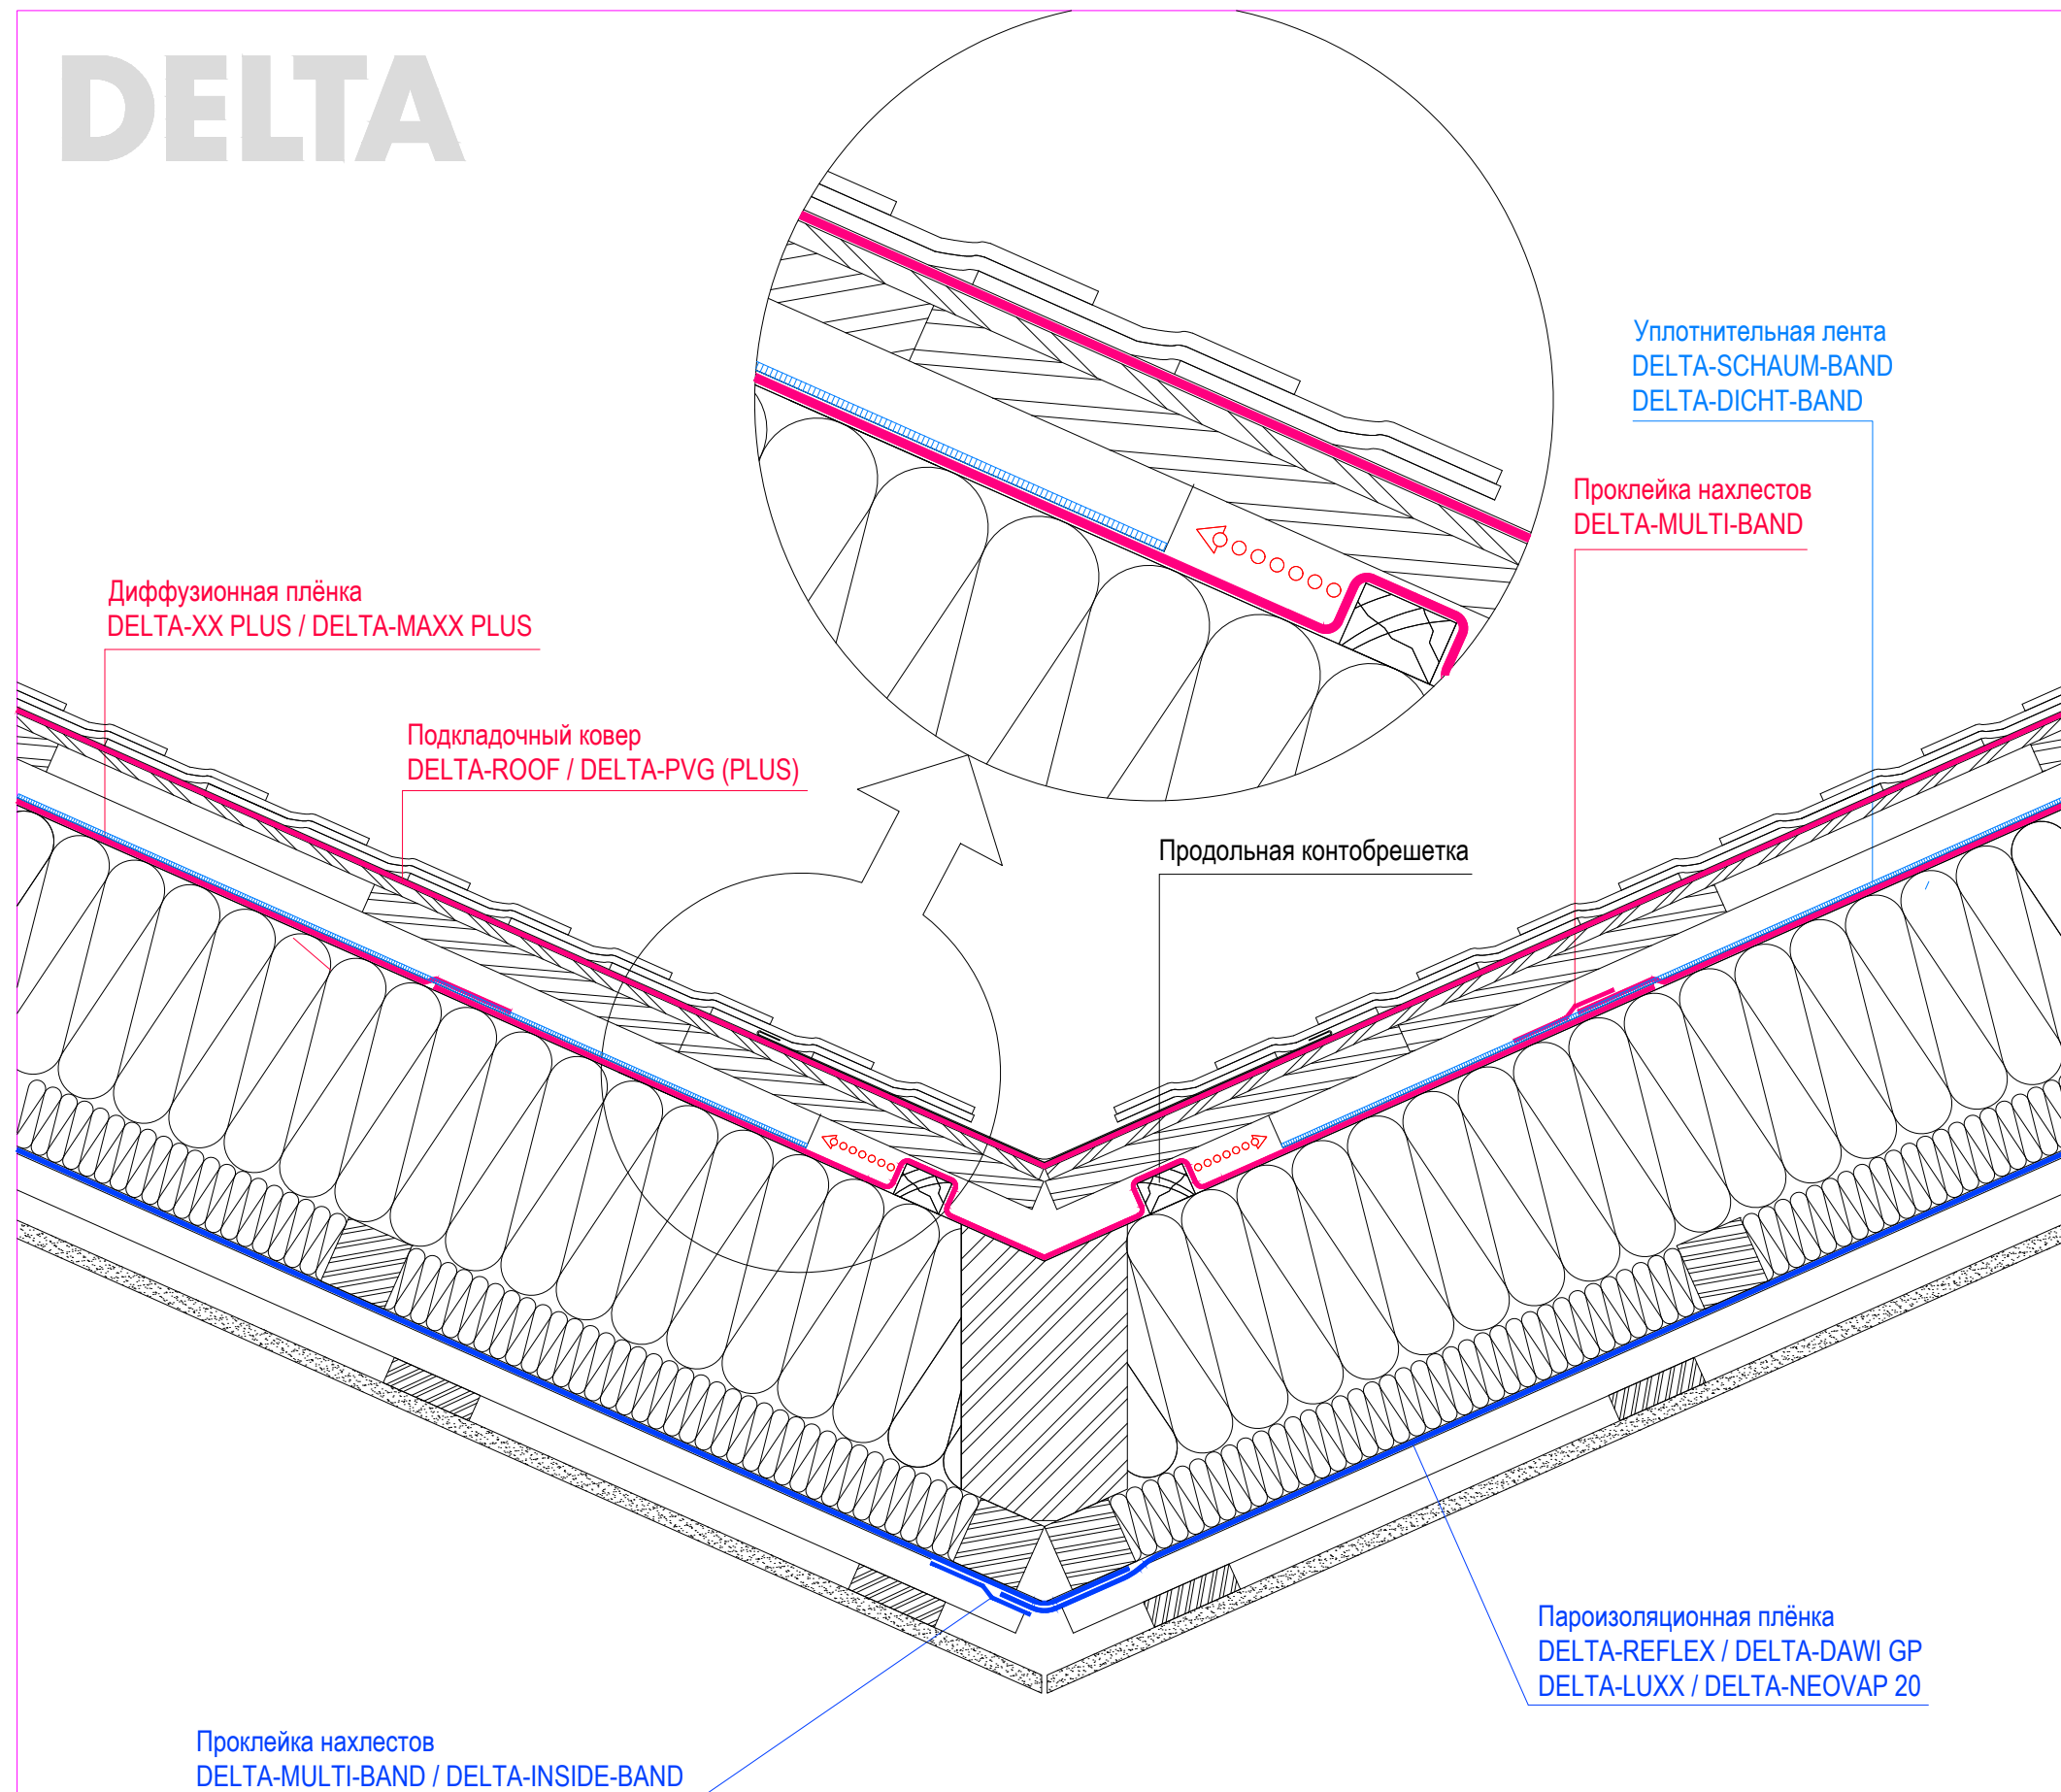 DELTA
Уплотнительная лента
DELTA-SCHAUM-BAND
DELTA-DICHT-BAND
Проклейка нахлестов
DELTA-MULTI-BAND
Диффузионная плёнка
DELTA-XX PLUS / DELTA-MAXX PLUS
Подкладочный ковер
DELTA-ROOF / DELTA-PVG (PLUS)
Продольная контобрешетка
Пароизоляционная плёнка
DELTA-REFLEX / DELTA-DAWI GP
DELTA-LUXX / DELTA-NEOVAP 20
Проклейка нахлестов
DELTA-MULTI-BAND / DELTA-INSIDE-BAND